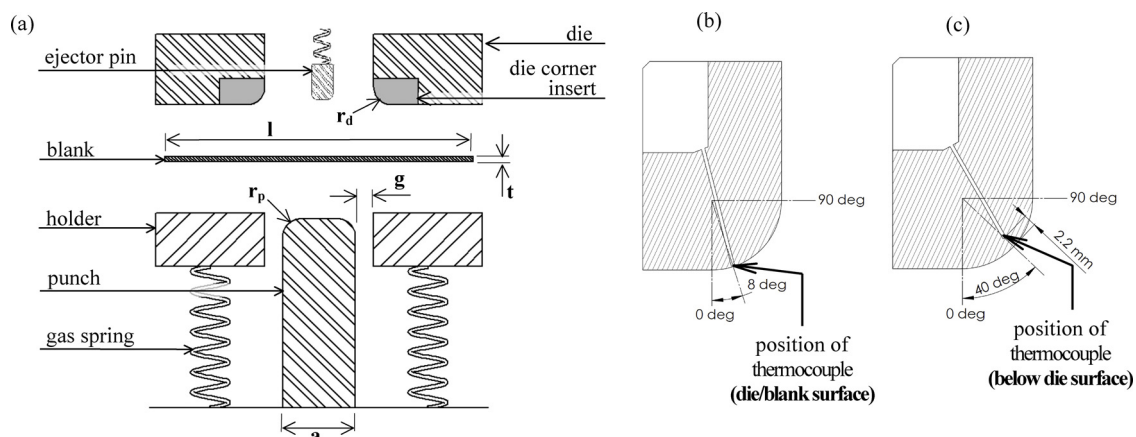 (a)
die
ejector pin
die corner
insert
r_d
l
blank
t
g
r_p
holder
punch
gas spring
a
(b)
90 deg
8 deg
0 deg
position of
thermocouple
(die/blank surface)
(c)
90 deg
2.2 mm
40 deg
0 deg
position of
thermocouple
(below die surface)